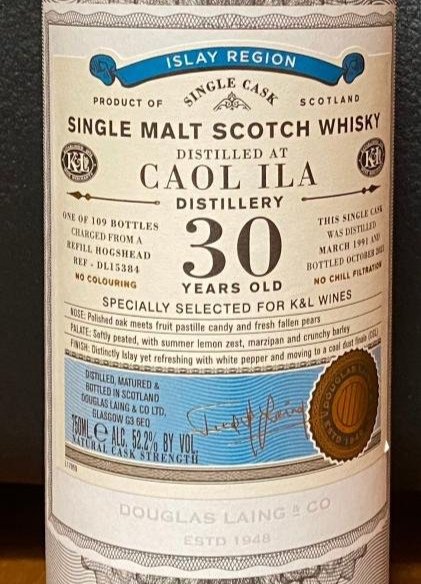 ISLAY REGION
SINGLE CASK
PRODUCT OF SCOTLAND
SINGLE MALT SCOTCH WHISKY
DISTILLED AT
K&L K&L
CAOL ILA
DISTILLERY
ONE OF 109 BOTTLES
CHARGED FROM A
REFILL HOGSHEAD
REF - DL15384
NO COLOURING
30
YEARS OLD
THIS SINGLE CASK
WAS DISTILLED
MARCH 1991 AND
BOTTLED OCTOBER
NO CHILL FILTRATION
SPECIALLY SELECTED FOR K&L WINES
NOSE: Polished oak meets fruit pastille candy and fresh fallen pears
PALATE: Softly peated, with summer lemon zest, marzipan and crunchy barley
FINISH: Distinctly Islay yet refreshing with white pepper and moving to a coal dust finale
DISTILLED, MATURED &
BOTTLED IN SCOTLAND
DOUGLAS LAING & CO LTD,
GLASGOW G3 6EQ
750ML e ALC. 52.2% BY VOL.
NATURAL CASK STRENGTH
DOUGLAS LAING & CO
ESTD 1948